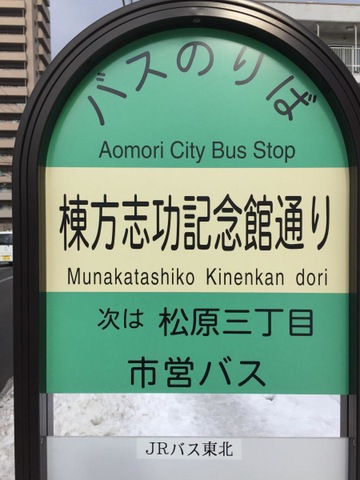 バスのりば
Aomori City Bus Stop
棟方志功記念館通り
Munakatashiko Kinenkan dori
次は 松原三丁目
市営バス
JRバス東北